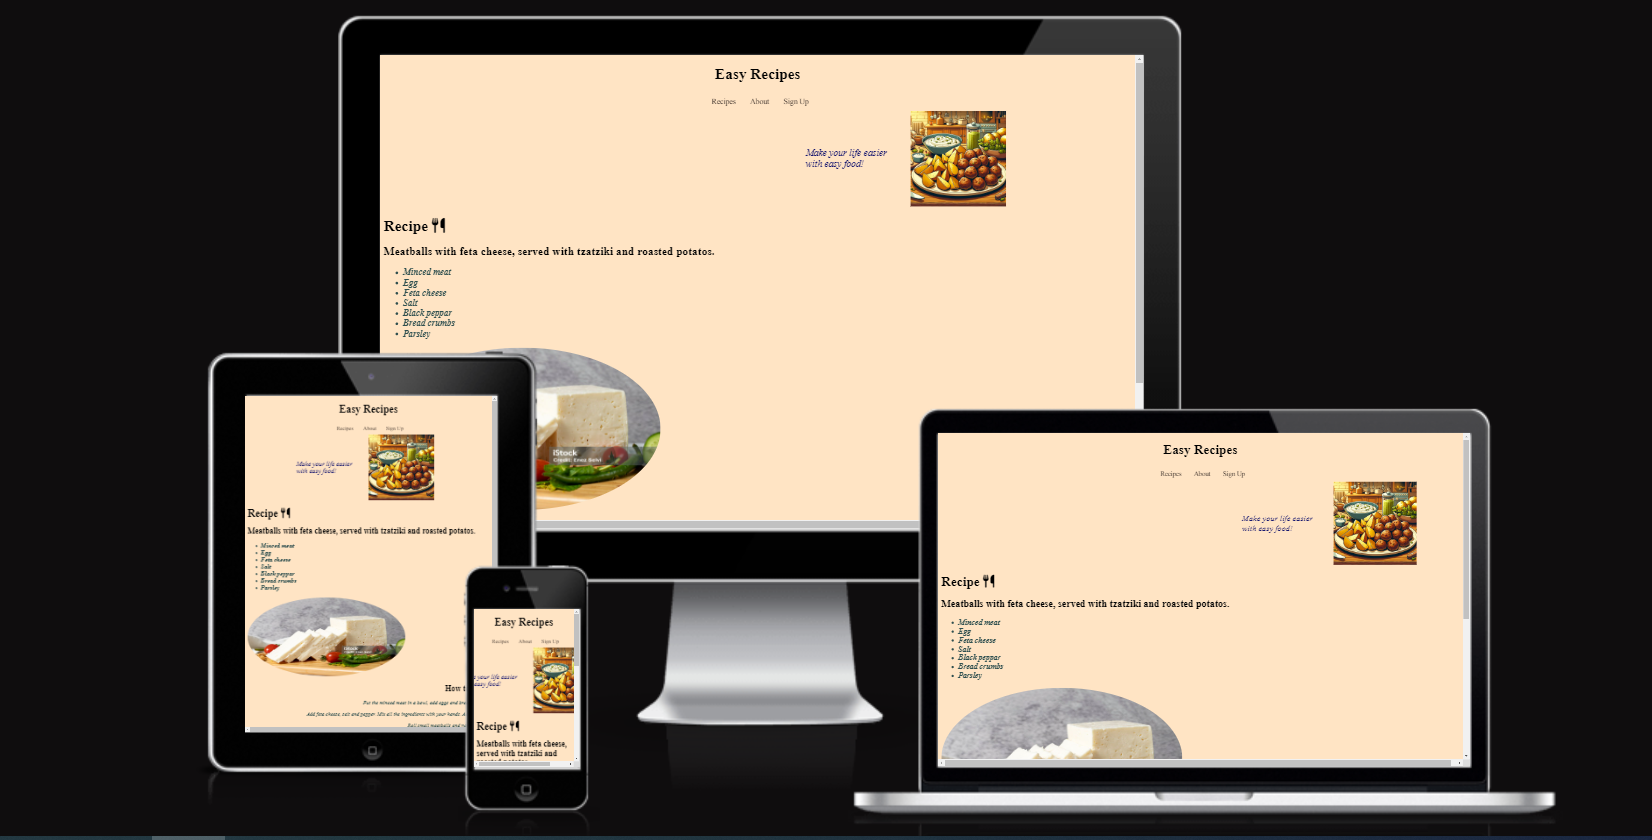 Easy Recipes
Recipes About Sign Up
Make your life easier
with easy food!
Recipe
Meatballs with feta cheese, served with tzatziki and roasted potatos.
Minced meat
Egg
Feta cheese
Salt
Black peppar
Bread crumbs
Parsley
iStock
Credit: Enez Selvi
Easy Recipes
Recipes About Sign Up
Make your life easier
with easy food!
Recipe
Meatballs with feta cheese, served with tzatziki and roasted potatos.
Minced meat
Egg
Feta cheese
Salt
Black peppar
Bread crumbs
Parsley
iStock
How t
Put the minced meat in a bowl, add eggs and bre
Add feta cheese, salt and pepper. Mix all the ingredients with your hands.
Roll small meatballs and
Easy Recipes
Recipes About Sign Up
your life easier
easy food!
Recipe
Meatballs with feta cheese,
served with tzatziki and
Easy Recipes
Recipes About Sign Up
Make your life easier
with easy food!
Recipe
Meatballs with feta cheese, served with tzatziki and roasted potatos.
Minced meat
Egg
Feta cheese
Salt
Black peppar
Bread crumbs
Parsley